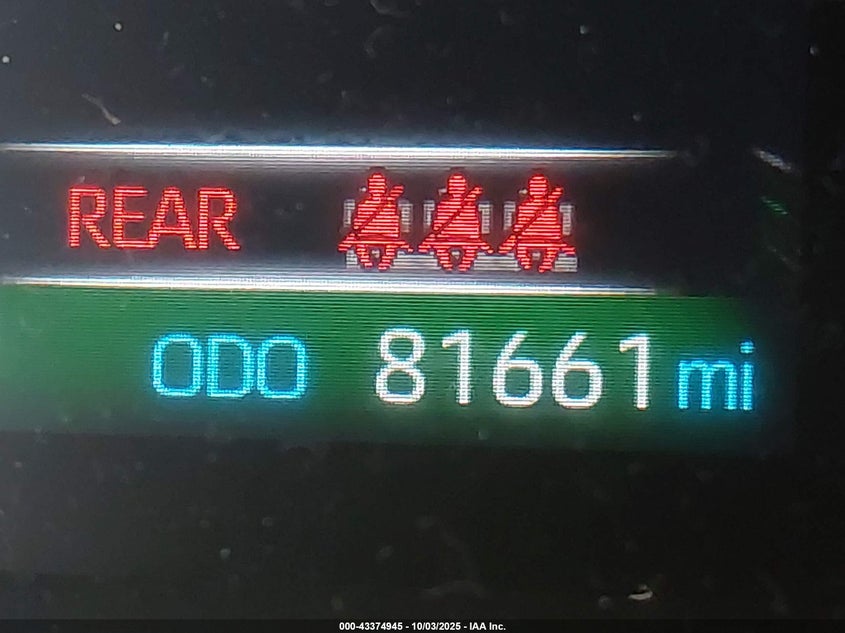 REAR
ODO 81661 mi
000-43374945 - 10/03/2025 - IAA Inc.